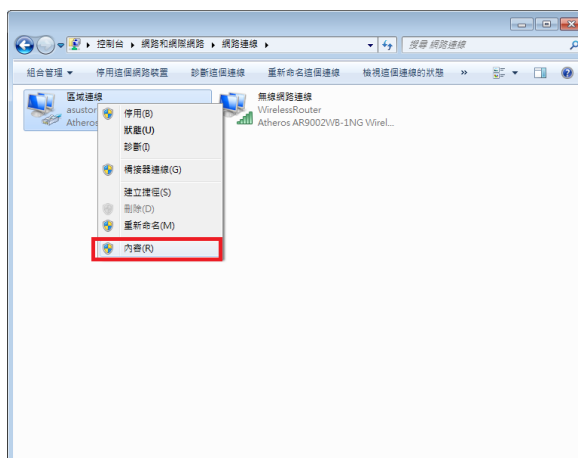 控制台 網路和網際網路 網路連線
搜尋 網路連線
組合管理 停用這個網路裝置 診斷這個連線 重新命名這個連線 檢視這個連線的狀態 »
區域連線
asustor
Atheros
無線網路連線
WirelessRouter
Atheros AR9002WB-1NG Wirel...
停用(B)
狀態(U)
診斷(I)
橋接器連線(G)
建立捷徑(S)
刪除(D)
重新命名(M)
內容(R)